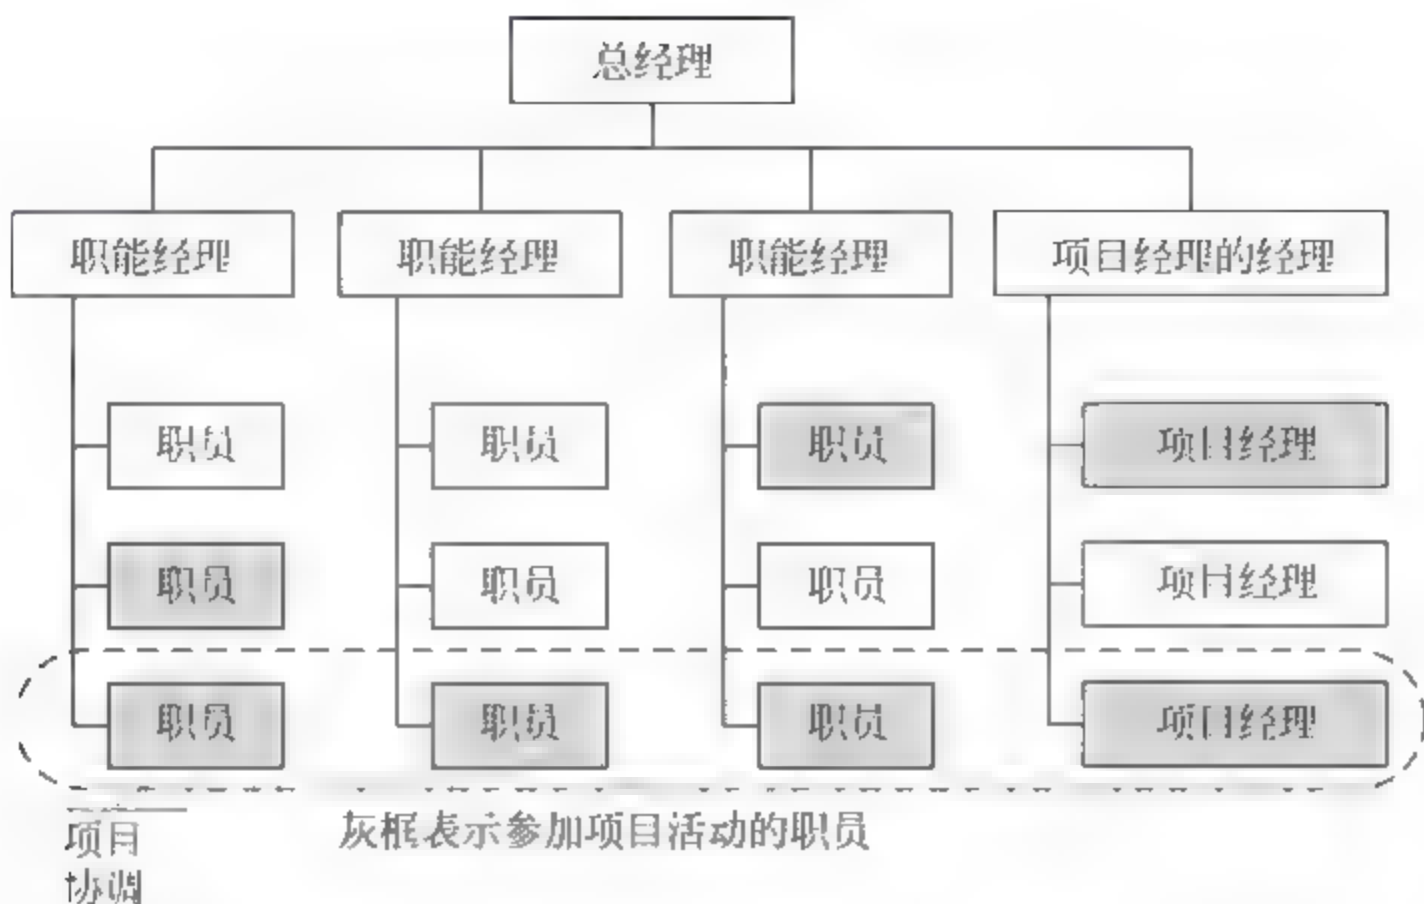 总经理
职能经理 职能经理 职能经理 项目经理的经理
职员 职员 职员 项目经理
职员 职员 职员 项目经理
职员 职员 职员 项目经理
项目 灰框表示参加项目活动的职员
协调